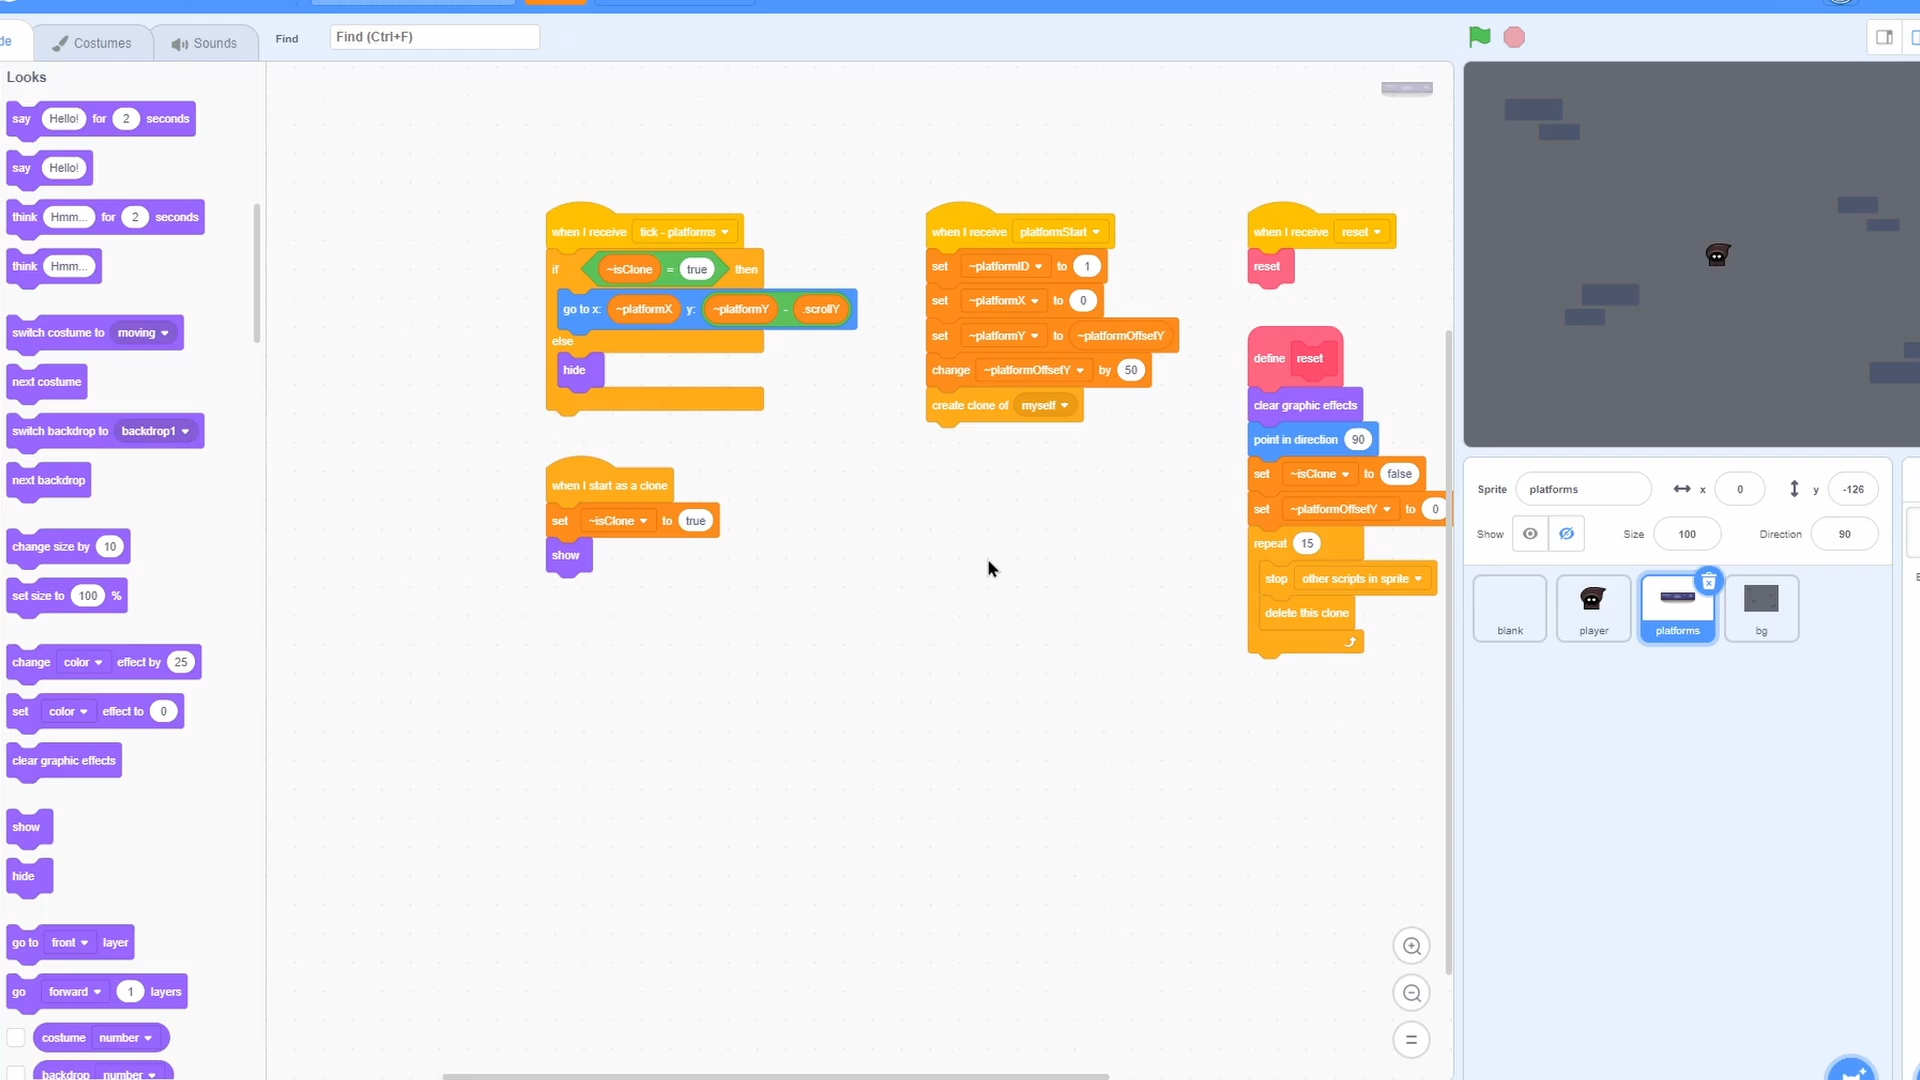 de
Costumes
Sounds
Find
Find (Ctrl+F)
Looks
say Hello! for 2 seconds
say Hello!
think Hmm... for 2 seconds
think Hmm...
switch costume to moving
next costume
switch backdrop to backdrop1
next backdrop
change size by 10
set size to 100 %
change color effect by 25
set color effect to 0
clear graphic effects
show
hide
go to front layer
go forward 1 layers
costume number
backdrop number
when I receive tick - platforms
if ~isClone = true then
go to x: ~platformX y: ~platformY - .scrollY
else
hide
when I start as a clone
set ~isClone to true
show
when I receive platformStart
set ~platformID to 1
set ~platformX to 0
set ~platformY to ~platformOffsetY
change ~platformOffsetY by 50
create clone of myself
when I receive reset
reset
define reset
clear graphic effects
point in direction 90
set ~isClone to false
set ~platformOffsetY to 0
repeat 15
stop other scripts in sprite
delete this clone
Sprite platforms x 0 y -126
Show Size 100 Direction 90
blank
player
platforms
bg